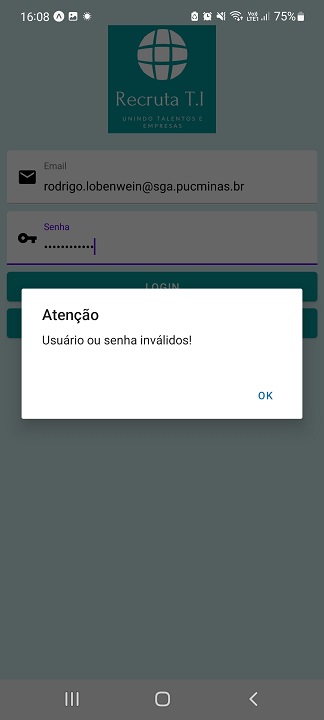 16:08
75%
Recruta T.I
UNINDO TALENTOS E
EMPRESAS
Email
rodrigo.lobenwein@sga.pucminas.br
Senha
••••••••••••
LOGIN
Atenção
Usuário ou senha inválidos!
OK